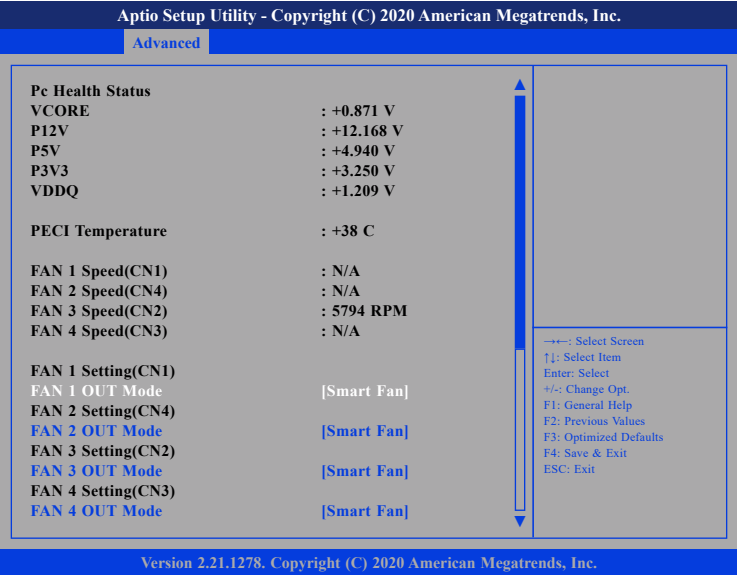 Aptio Setup Utility - Copyright (C) 2020 American Megatrends, Inc.
Advanced
Pc Health Status
VCORE : +0.871 V
P12V : +12.168 V
P5V : +4.940 V
P3V3 : +3.250 V
VDDQ : +1.209 V
PECI Temperature : +38 C
FAN 1 Speed(CN1) : N/A
FAN 2 Speed(CN4) : N/A
FAN 3 Speed(CN2) : 5794 RPM
FAN 4 Speed(CN3) : N/A
FAN 1 Setting(CN1)
FAN 1 OUT Mode [Smart Fan]
FAN 2 Setting(CN4)
FAN 2 OUT Mode [Smart Fan]
FAN 3 Setting(CN2)
FAN 3 OUT Mode [Smart Fan]
FAN 4 Setting(CN3)
FAN 4 OUT Mode [Smart Fan]
→←: Select Screen
↑↓: Select Item
Enter: Select
+/-: Change Opt.
F1: General Help
F2: Previous Values
F3: Optimized Defaults
F4: Save & Exit
ESC: Exit
Version 2.21.1278. Copyright (C) 2020 American Megatrends, Inc.